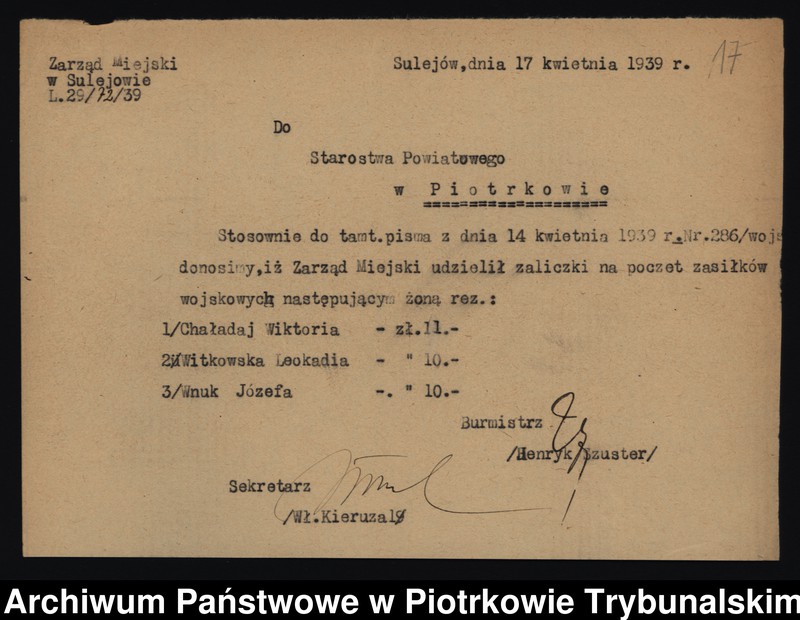 Zarząd Miejski
w Sulejowie
L.29/72/39
Sulejów,dnia 17 kwietnia 1939 r.
17
Do
Starostwa Powiatowego
w Piotrkowie
Stosownie do tamt.pisma z dnia 14 kwietnia 1939 r.Nr.286/wojs
donosimy,iż Zarząd Miejski udzielił zaliczki na poczet zasiłków
wojskowych następującym żoną rez.:
1/Chaładaj Wiktoria - zł.11.-
2/Witkowska Leokadia - " 10.-
3/Wnuk Józefa -. " 10.-
Burmistrz
/Henryk Szuster/
Sekretarz
/Wł.Kieruzal/
Archiwum Państwowe w Piotrkowie Trybunalskim